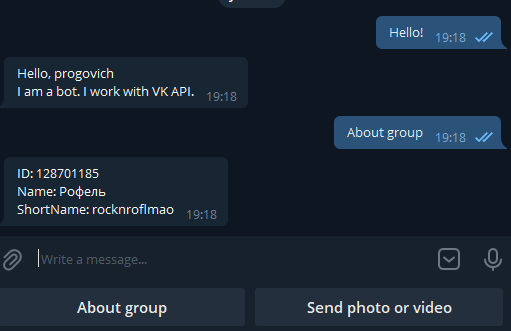 Hello!
19:18
Hello, progovich
I am a bot. I work with VK API.
19:18
About group
19:18
ID: 128701185
Name: Рофель
ShortName: rocknroflmao
19:18
Write a message...
About group
Send photo or video